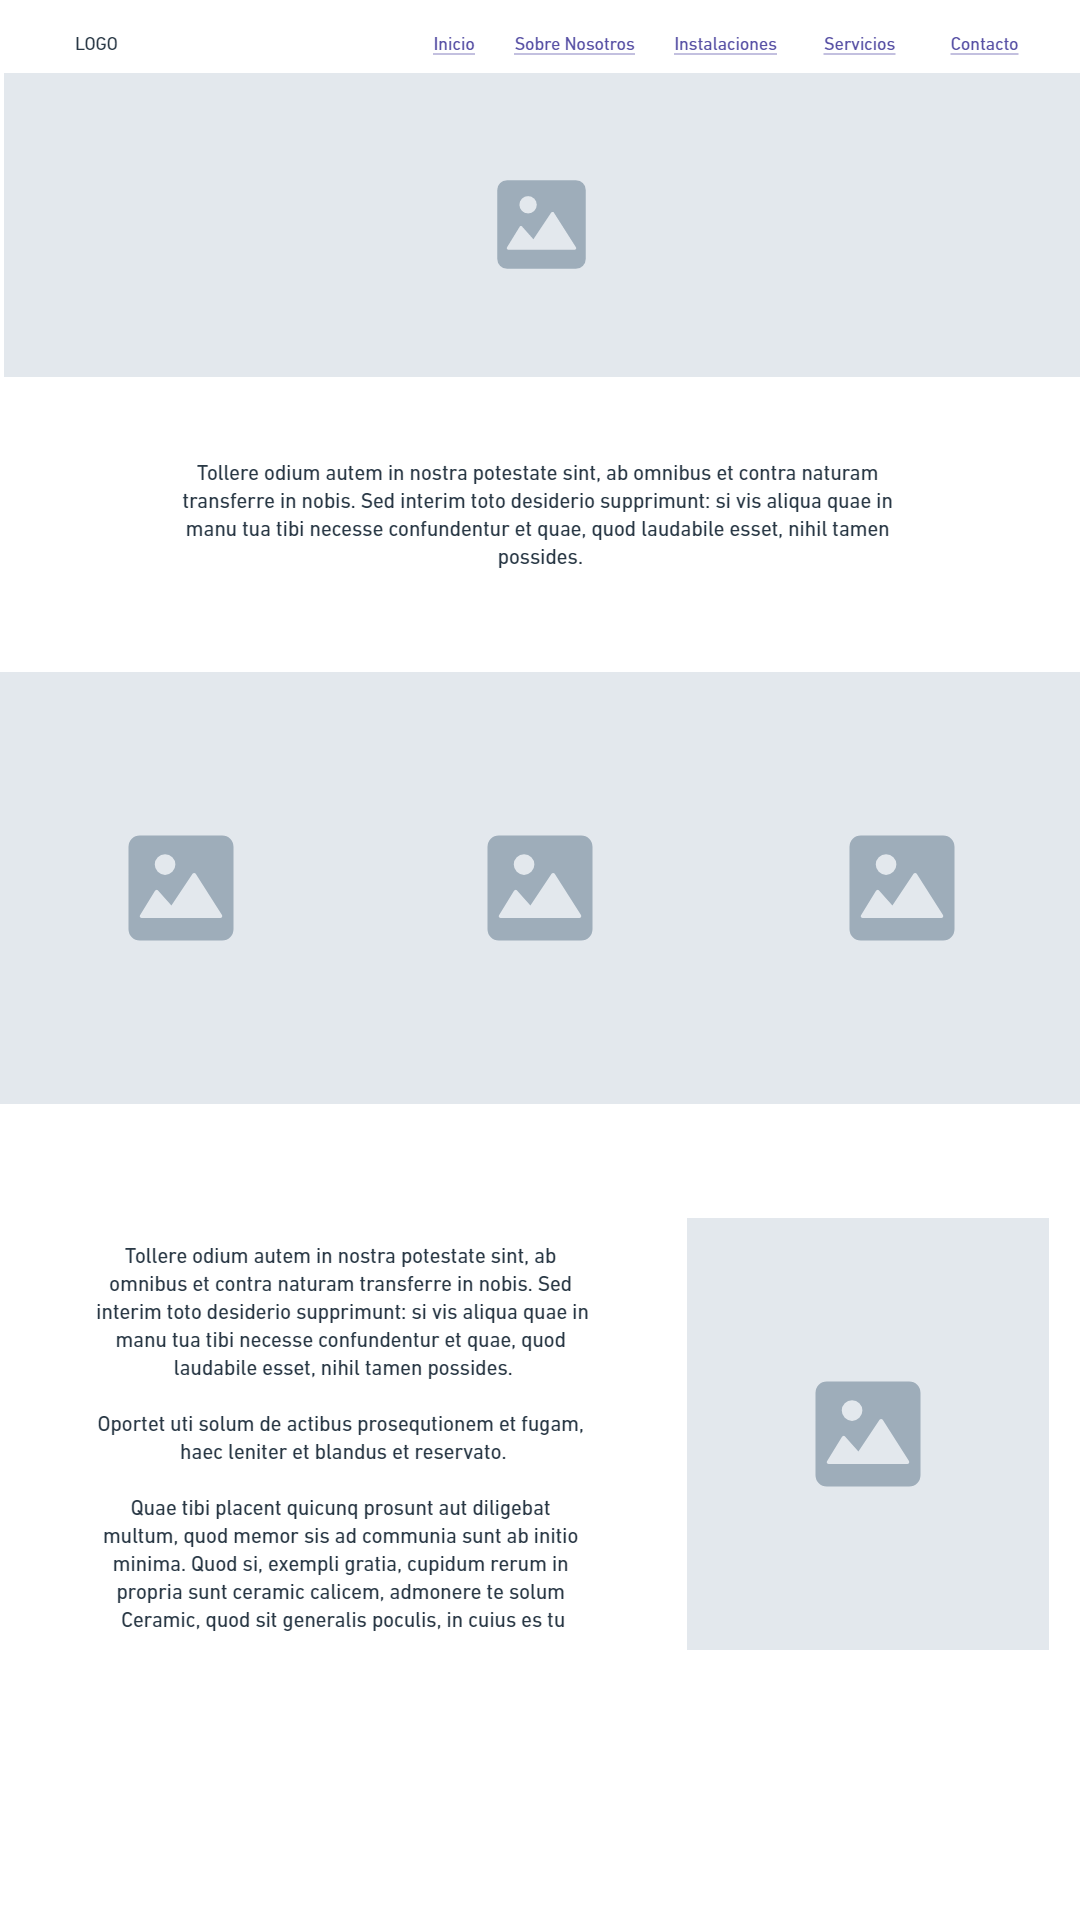 LOGO
Inicio
Sobre Nosotros
Instalaciones
Servicios
Contacto
Tollere odium autem in nostra potestate sint, ab omnibus et contra naturam
transferre in nobis. Sed interim toto desiderio supprimunt: si vis aliqua quae in
manu tua tibi necesse confundentur et quae, quod laudabile esset, nihil tamen
possides.
Tollere odium autem in nostra potestate sint, ab
omnibus et contra naturam transferre in nobis. Sed
interim toto desiderio supprimunt: si vis aliqua quae in
manu tua tibi necesse confundentur et quae, quod
laudabile esset, nihil tamen possides.
Oportet uti solum de actibus prosequtionem et fugam,
haec leniter et blandus et reservato.
Quae tibi placent quicunq prosunt aut diligebat
multum, quod memor sis ad communia sunt ab initio
minima. Quod si, exempli gratia, cupidum rerum in
propria sunt ceramic calicem, admonere te solum
Ceramic, quod sit generalis poculis, in cuius es tu